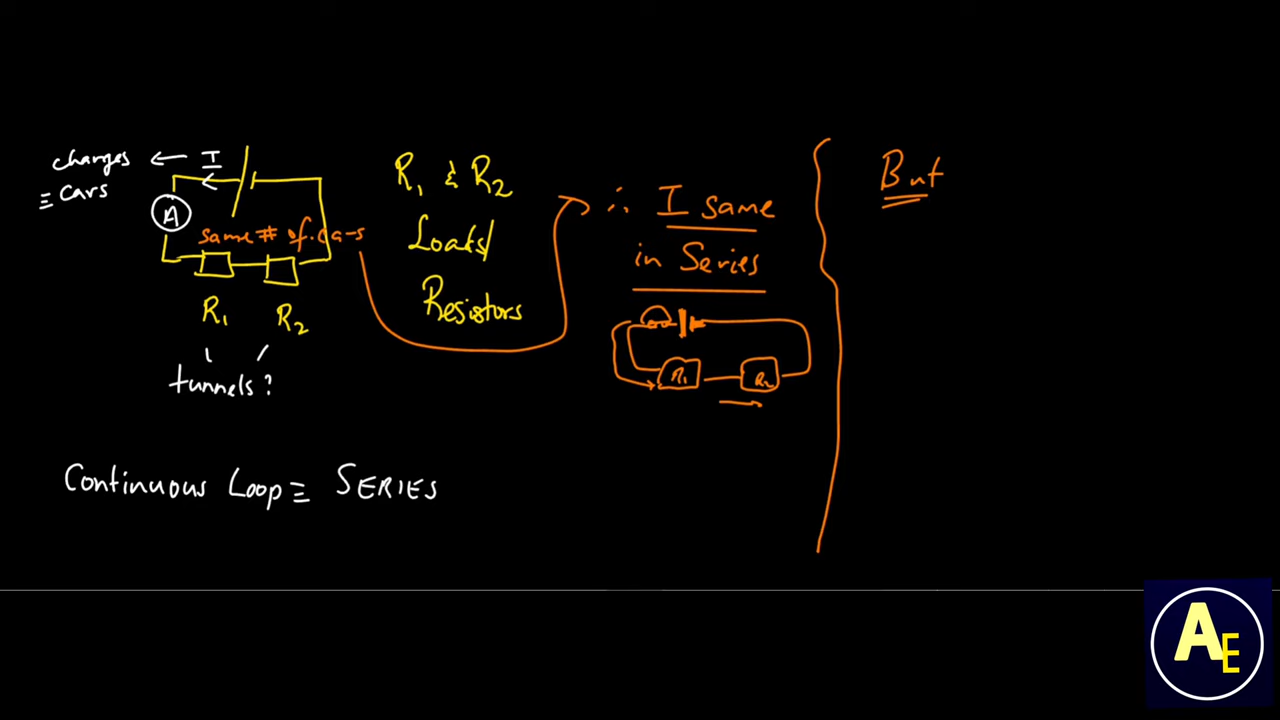 charges ← I
≡ cars
A
same # of cars
R1 R2
tunnels?
R1 & R2
Loads/
Resistors
∴ I same
in Series
R1 R2
Continuous Loop ≡ SERIES
But
AE